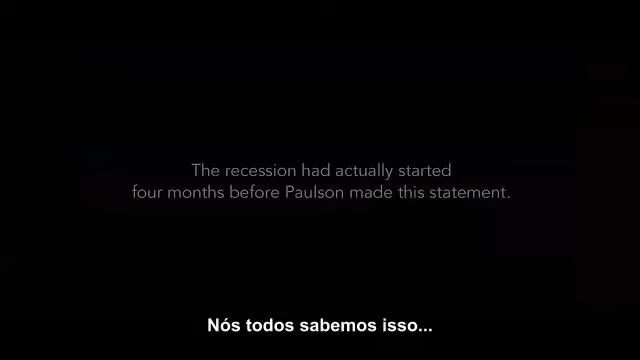 The recession had actually started
four months before Paulson made this statement.
Nós todos sabemos isso...